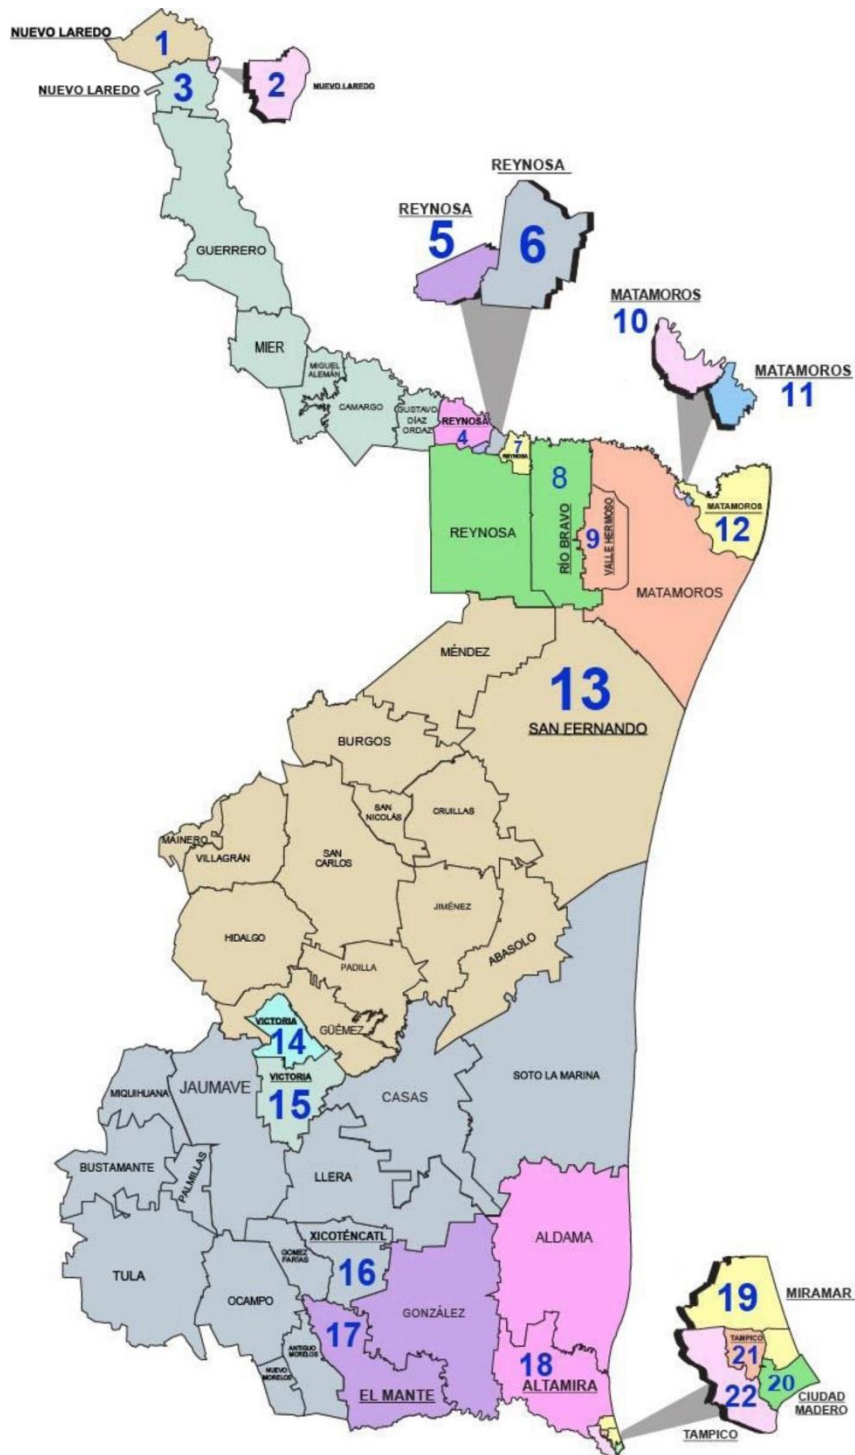 NUEVO LAREDO
1
3
NUEVO LAREDO
2
NUEVO LAREDO
GUERRERO
REYNOSA
REYNOSA
5
6
MATAMOROS
10
MATAMOROS
11
MIER
MIGUEL
ALEMÁN
CAMARGO
GUSTAVO
DÍAZ
ORDAZ
REYNOSA
4
7
REYNOSA
8
RÍO BRAVO
REYNOSA
9
VALLE HERMOSO
MATAMOROS
12
MATAMOROS
MÉNDEZ
13
SAN FERNANDO
BURGOS
SAN
NICOLÁS
CRUILLAS
MAINERO
VILLAGRÁN
SAN
CARLOS
JIMÉNEZ
HIDALGO
ABASOLO
PADILLA
GÜÉMEZ
VICTORIA
14
VICTORIA
15
JAUMAVE
MIQUIHUANA
CASAS
SOTO LA MARINA
BUSTAMANTE
PALMILLAS
LLERA
XICOTÉNCATL
16
GOMEZ
FARÍAS
TULA
OCAMPO
ALDAMA
GONZÁLEZ
17
EL MANTE
ANTIGUO
MORELOS
NUEVO
MORELOS
18
ALTAMIRA
19
MIRAMAR
TAMPICO
21
20
CIUDAD
MADERO
22
TAMPICO